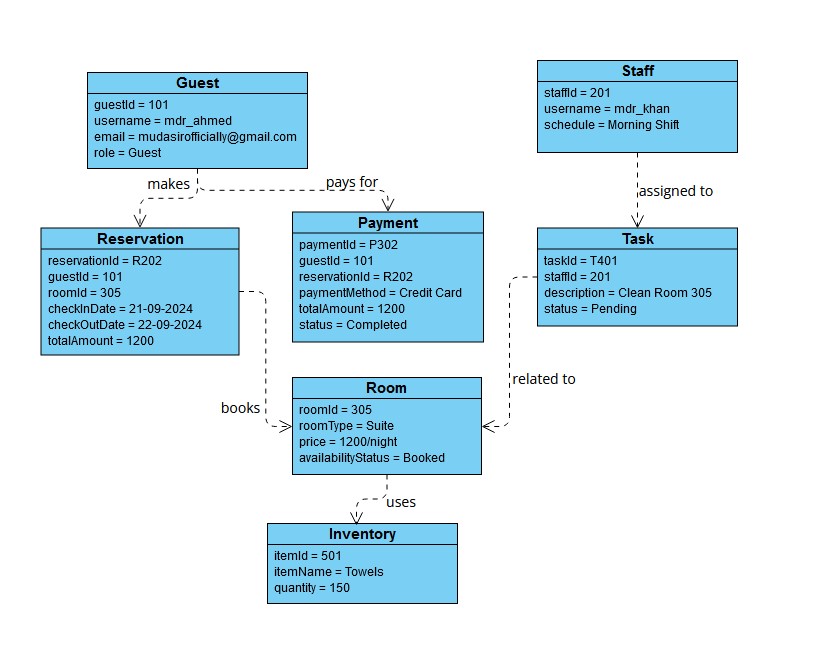 Guest
guestId = 101
username = mdr_ahmed
email = mudasirofficially@gmail.com
role = Guest
Staff
staffId = 201
username = mdr_khan
schedule = Morning Shift
makes
pays for
assigned to
Reservation
reservationId = R202
guestId = 101
roomId = 305
checkInDate = 21-09-2024
checkOutDate = 22-09-2024
totalAmount = 1200
Payment
paymentId = P302
guestId = 101
reservationId = R202
paymentMethod = Credit Card
totalAmount = 1200
status = Completed
Task
taskId = T401
staffId = 201
description = Clean Room 305
status = Pending
books
related to
Room
roomId = 305
roomType = Suite
price = 1200/night
availabilityStatus = Booked
uses
Inventory
itemId = 501
itemName = Towels
quantity = 150